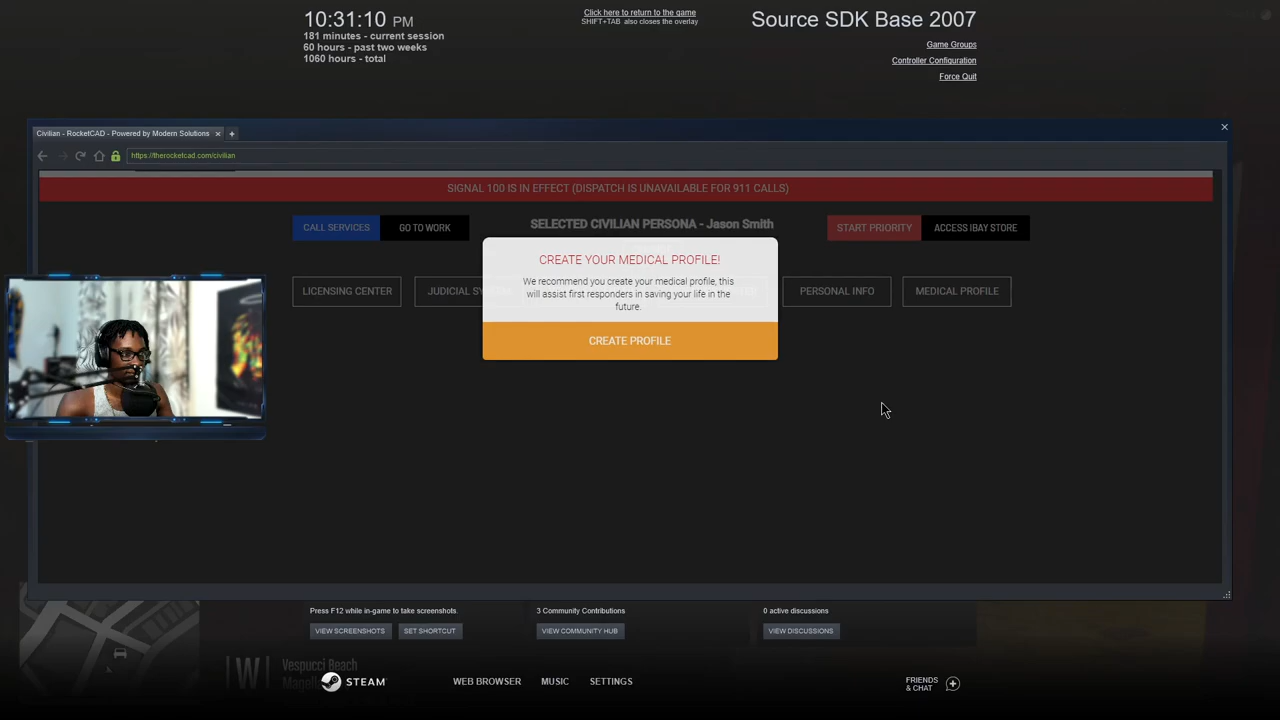 10:31:10 PM
181 minutes - current session
60 hours - past two weeks
1060 hours - total
Click here to return to the game
SHIFT+TAB also closes the overlay
Source SDK Base 2007
Game Groups
Controller Configuration
Force Quit
Civilian - RocketCAD - Powered by Modern Solutions
https://therocketcad.com/civilian
SIGNAL 100 IS IN EFFECT (DISPATCH IS UNAVAILABLE FOR 911 CALLS)
CALL SERVICES
GO TO WORK
SELECTED CIVILIAN PERSONA - Jason Smith
START PRIORITY
ACCESS IBAY STORE
LICENSING CENTER
JUDICIAL
PERSONAL INFO
MEDICAL PROFILE
CREATE YOUR MEDICAL PROFILE!
We recommend you create your medical profile, this
will assist first responders in saving your life in the
future.
CREATE PROFILE
Press F12 while in-game to take screenshots.
VIEW SCREENSHOTS
SET SHORTCUT
3 Community Contributions
VIEW COMMUNITY HUB
0 active discussions
VIEW DISCUSSIONS
[W]
Vespucci Beach
STEAM
WEB BROWSER
MUSIC
SETTINGS
FRIENDS
& CHAT